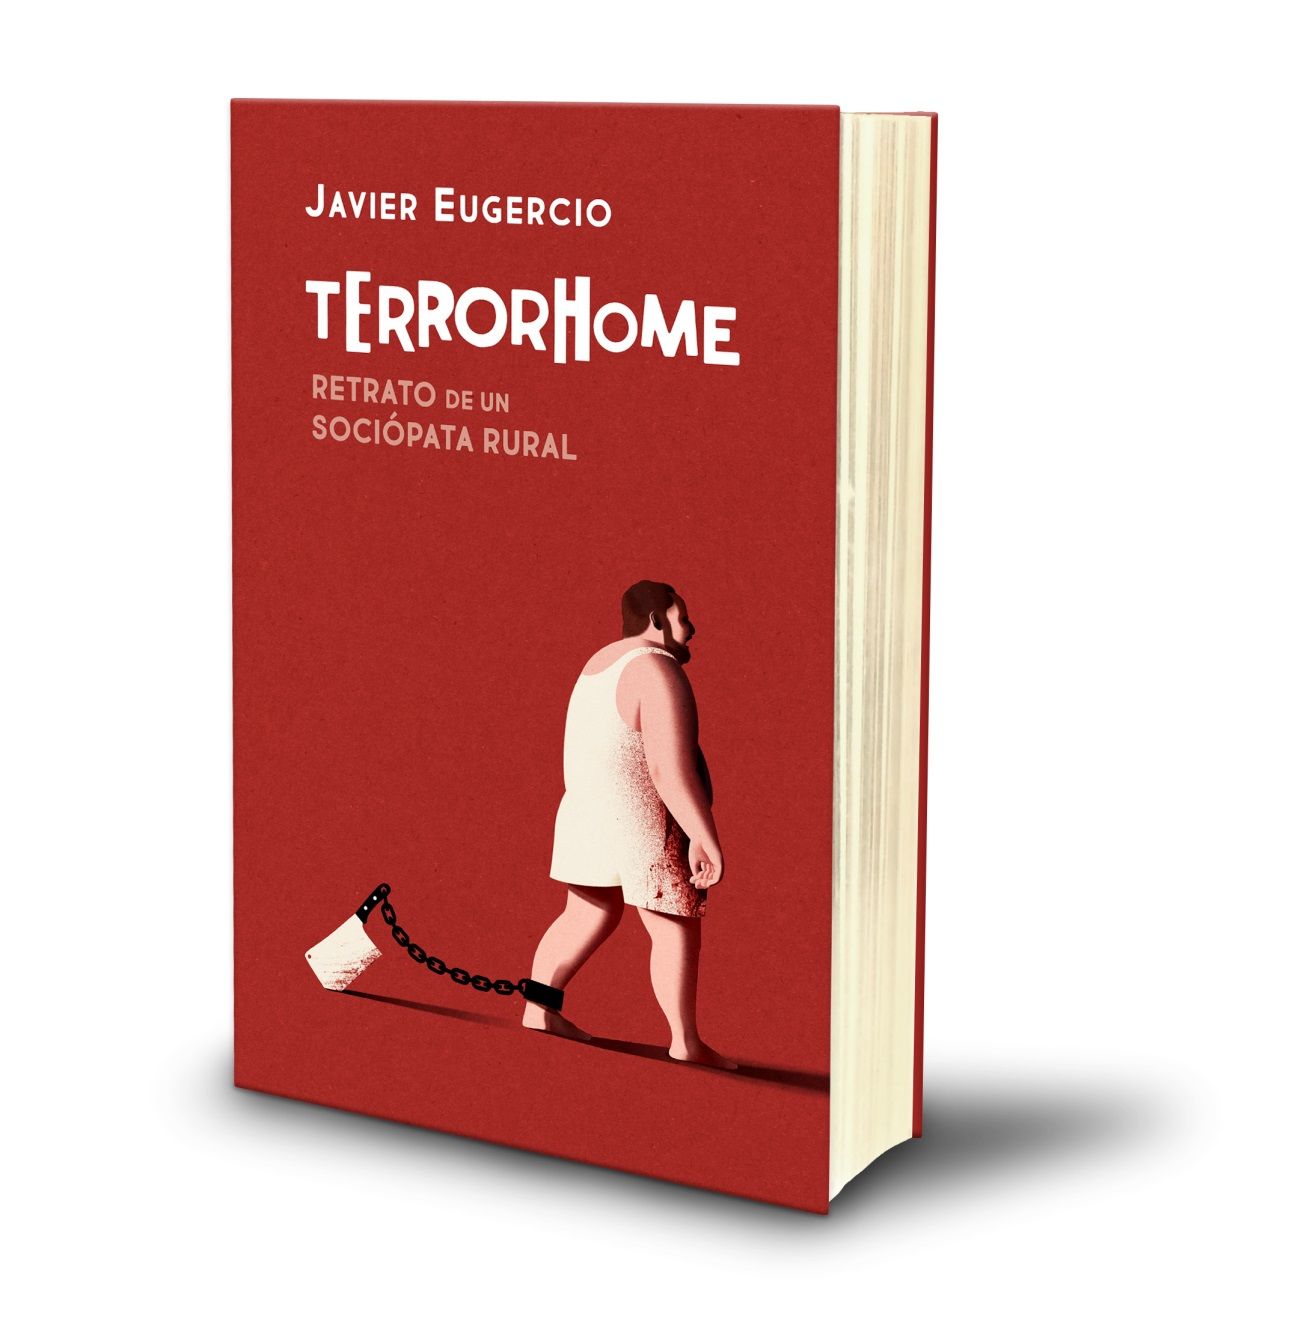 Javier Eugercio
TERRORHOME
RETRATO DE UN
SOCIÓPATA RURAL